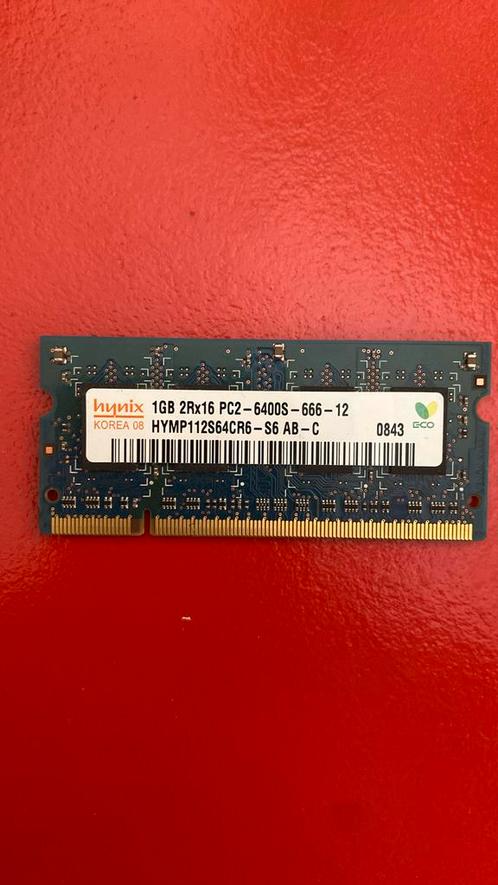 hynix 1GB 2Rx16 PC2-6400S-666-12
KOREA 08 HYMP112S64CR6-S6 AB-C 0843 ECO